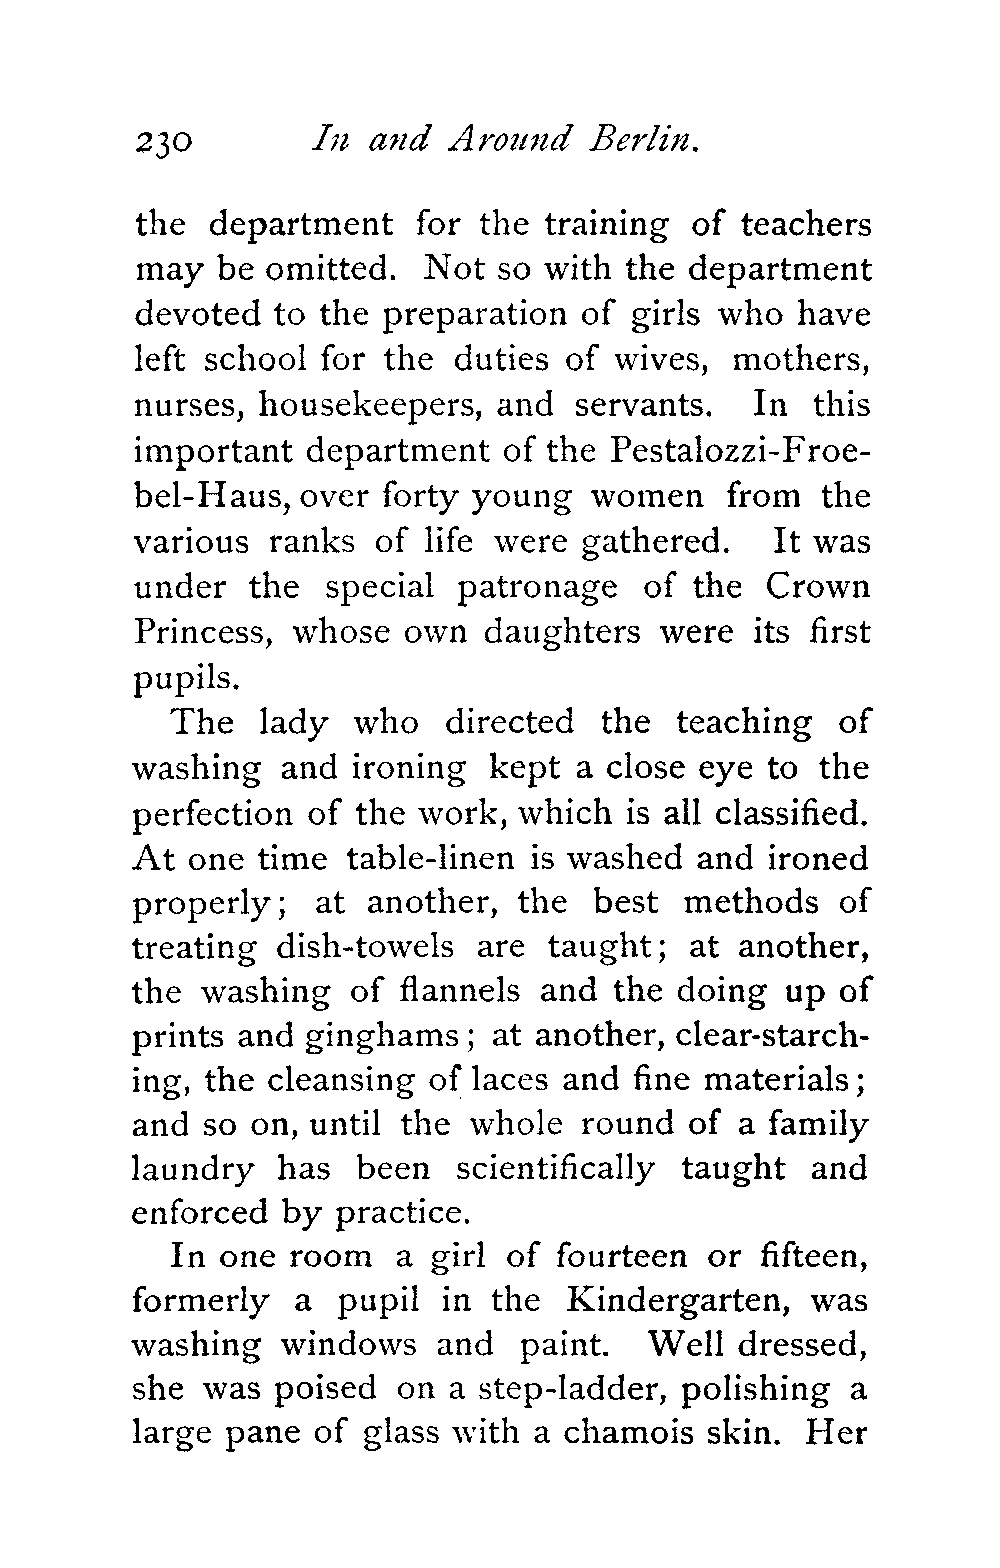 230 In and Around Berlin.
the department for the training of teachers
may be omitted. Not so with the department
devoted to the preparation of girls who have
left school for the duties of wives, mothers,
nurses, housekeepers, and servants. In this
important department of the Pestalozzi-Froe-
bel-Haus, over forty young women from the
various ranks of life were gathered. It was
under the special patronage of the Crown
Princess, whose own daughters were its first
pupils.
The lady who directed the teaching of
washing and ironing kept a close eye to the
perfection of the work, which is all classified.
At one time table-linen is washed and ironed
properly; at another, the best methods of
treating dish-towels are taught; at another,
the washing of flannels and the doing up of
prints and ginghams; at another, clear-starch-
ing, the cleansing of laces and fine materials;
and so on, until the whole round of a family
laundry has been scientifically taught and
enforced by practice.
In one room a girl of fourteen or fifteen,
formerly a pupil in the Kindergarten, was
washing windows and paint. Well dressed,
she was poised on a step-ladder, polishing a
large pane of glass with a chamois skin. Her